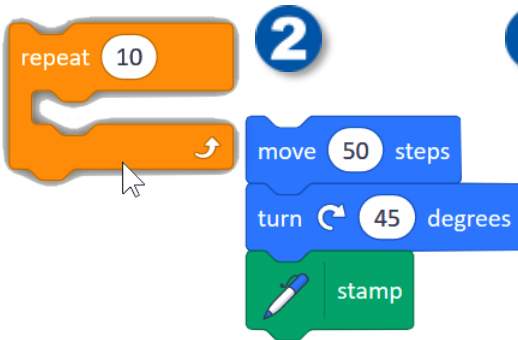 2
repeat 10
move 50 steps
turn 45 degrees
stamp